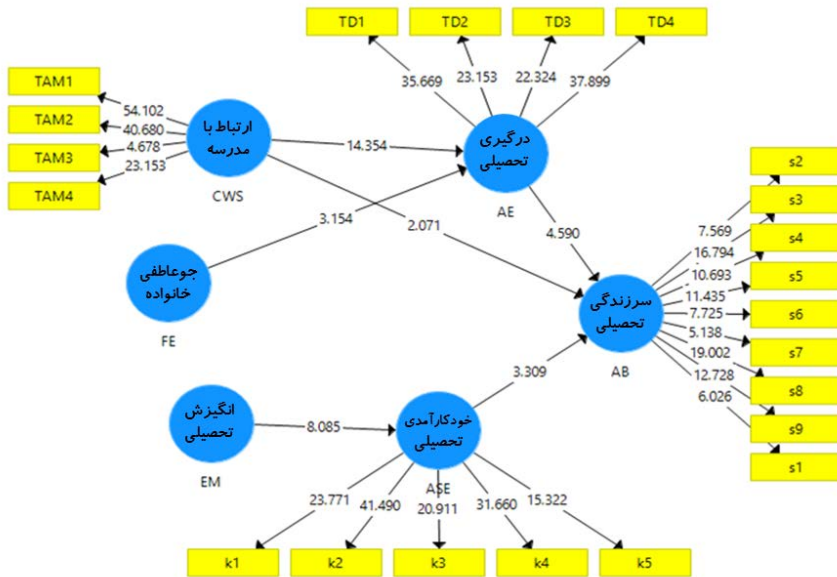 TD1
TD2
TD3
TD4
35.669
23.153
22.324
37.899
TAM1
TAM2
TAM3
TAM4
54.102
40.680
4.678
23.153
ارتباط با
مدرسه
CWS
14.354
درگیری
تحصیلی
AE
3.154
2.071
4.590
جوعاطفی
خانواده
FE
سرزندگی
تحصیلی
AB
7.569
16.794
10.693
11.435
7.725
5.138
19.002
12.728
6.026
s2
s3
s4
s5
s6
s7
s8
s9
s1
3.309
انگیزش
تحصیلی
EM
8.085
خودکارآمدی
تحصیلی
ASE
23.771
41.490
20.911
31.660
15.322
k1
k2
k3
k4
k5